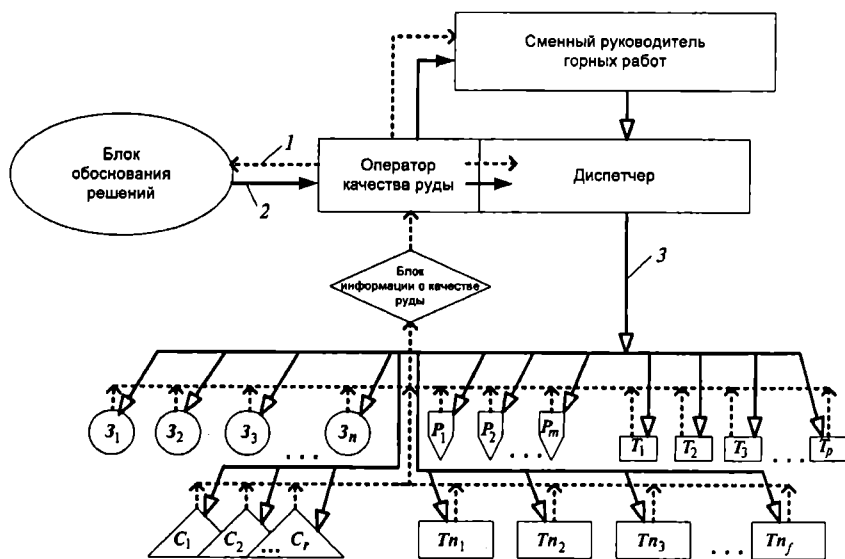 Сменный руководитель
горных работ
Блок
обоснования
решений
1
2
Оператор
качества руды
Диспетчер
3
Блок
информации о качестве
руды
З₁ З₂ З₃ ... Зₙ P₁ P₂ ... Pₘ T₁ T₂ T₃ ... Tₚ
C₁ C₂ ... Cᵣ Tn₁ Tn₂ Tn₃ ... Tn_f